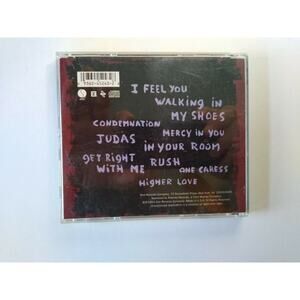 I FEEL YOU
WALKING IN
MY SHOES
CONDEMNATION
MERCY IN YOU
JUDAS
IN YOUR ROOM
GET RIGHT
WITH ME
RUSH
ONE CARESS
HIGHER LOVE